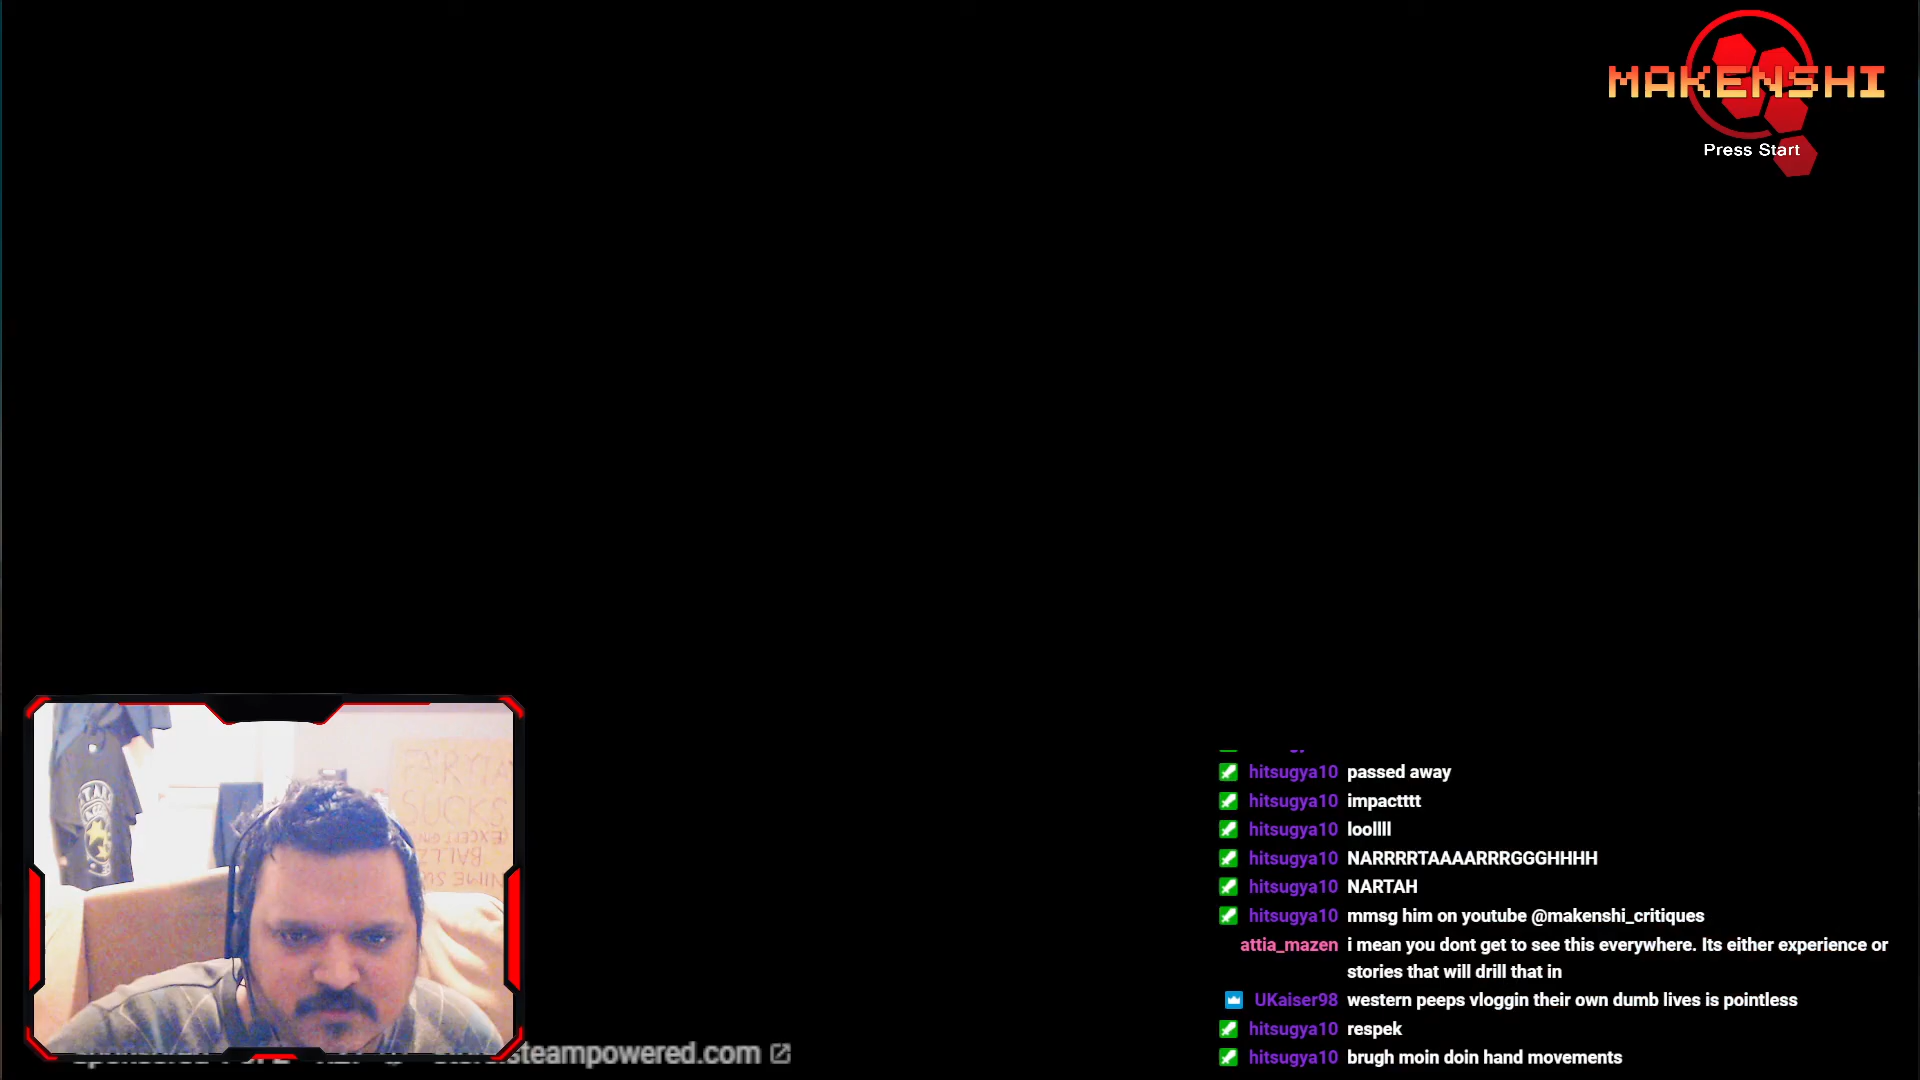 MAKENSHI
Press Start
FAIRYTA
SUCKS
STARS
hitsugya10 passed away
hitsugya10 impactttt
hitsugya10 loollll
hitsugya10 NARRRRTAAAARRRGGGHHHH
hitsugya10 NARTAH
hitsugya10 mmsg him on youtube @makenshi_critiques
attia_mazen i mean you dont get to see this everywhere. Its either experience or
stories that will drill that in
UKaiser98 western peeps vloggin their own dumb lives is pointless
hitsugya10 respek
hitsugya10 brugh moin doin hand movements
steampowered.com